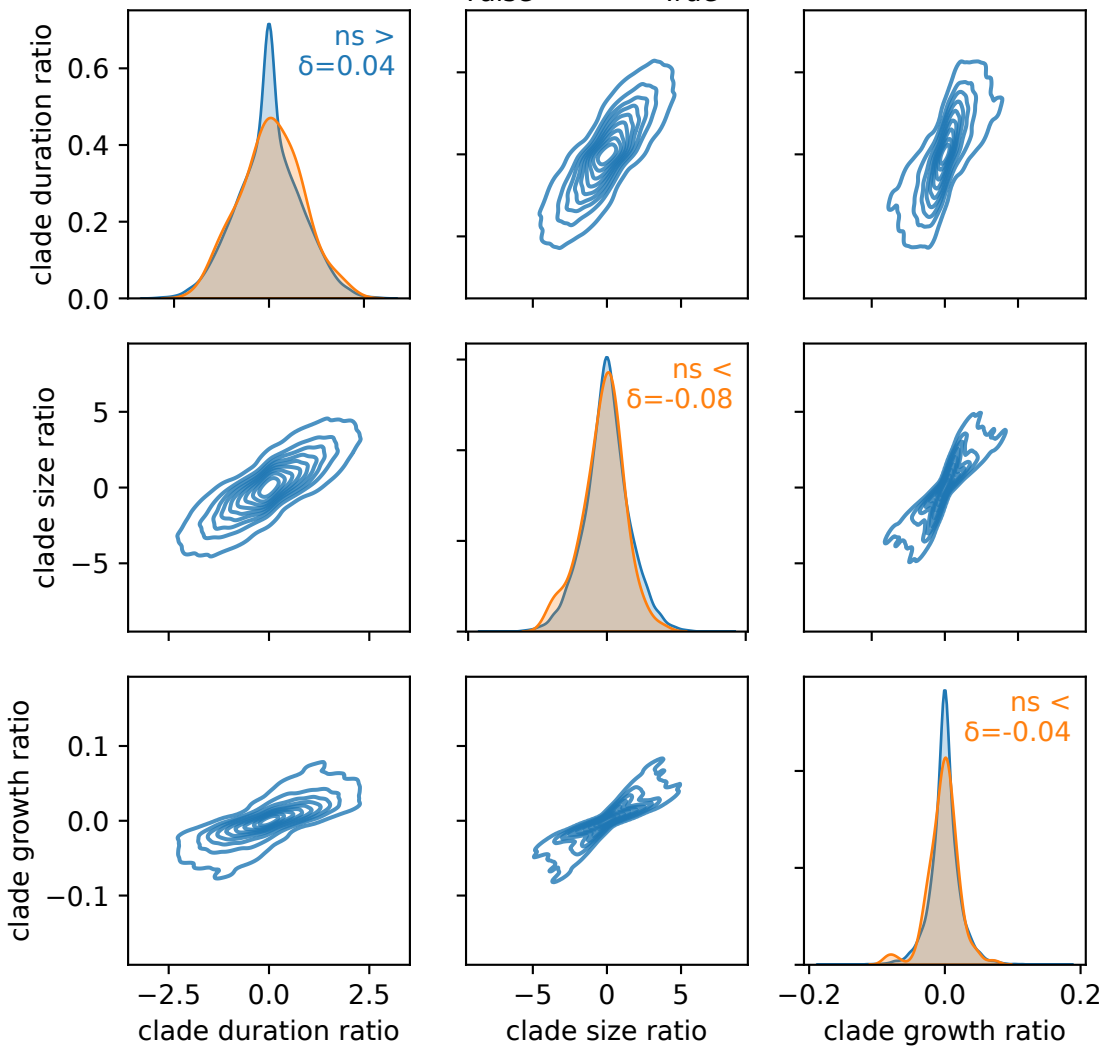 clade duration ratio
0.6
0.4
0.2
0.0
ns >
δ=0.04
clade size ratio
5
0
−5
ns <
δ=-0.08
clade growth ratio
0.1
0.0
−0.1
ns <
δ=-0.04
−2.5 0.0 2.5
−5 0 5
−0.2 0.0 0.2
clade duration ratio
clade size ratio
clade growth ratio